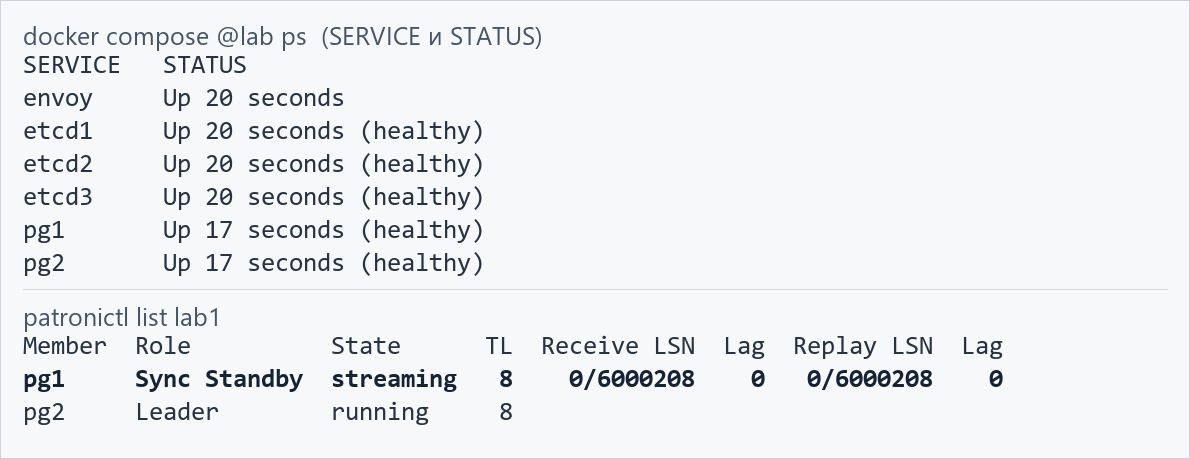 docker compose @lab ps (SERVICE и STATUS)
SERVICE STATUS
envoy Up 20 seconds
etcd1 Up 20 seconds (healthy)
etcd2 Up 20 seconds (healthy)
etcd3 Up 20 seconds (healthy)
pg1 Up 17 seconds (healthy)
pg2 Up 17 seconds (healthy)
patronictl list lab1
Member Role State TL Receive LSN Lag Replay LSN Lag
pg1 Sync Standby streaming 8 0/6000208 0 0/6000208 0
pg2 Leader running 8